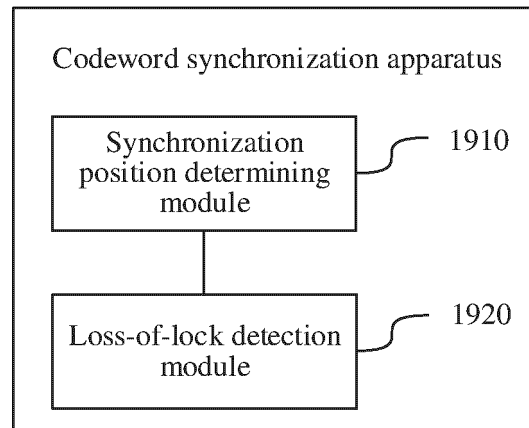 Codeword synchronization apparatus
Synchronization
position determining
module
1910
Loss-of-lock detection
module
1920